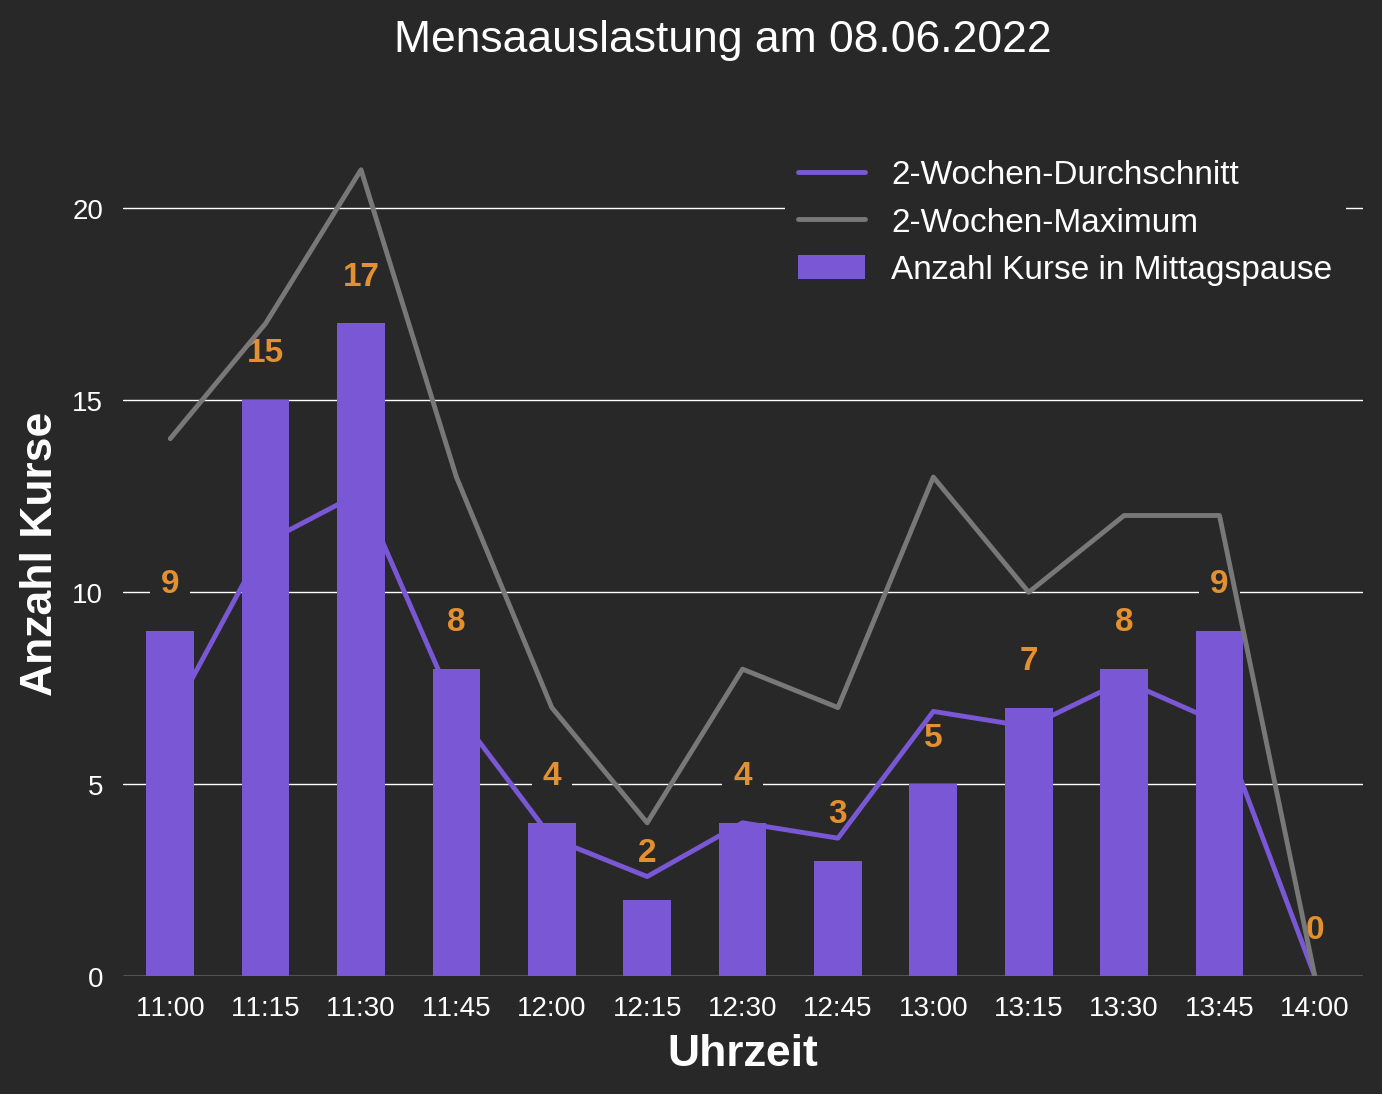 Mensaauslastung am 08.06.2022
2-Wochen-Durchschnitt
2-Wochen-Maximum
Anzahl Kurse in Mittagspause
Anzahl Kurse
20
15
10
5
0
9
15
17
8
4
2
4
3
5
7
8
9
0
11:00 11:15 11:30 11:45 12:00 12:15 12:30 12:45 13:00 13:15 13:30 13:45 14:00
Uhrzeit